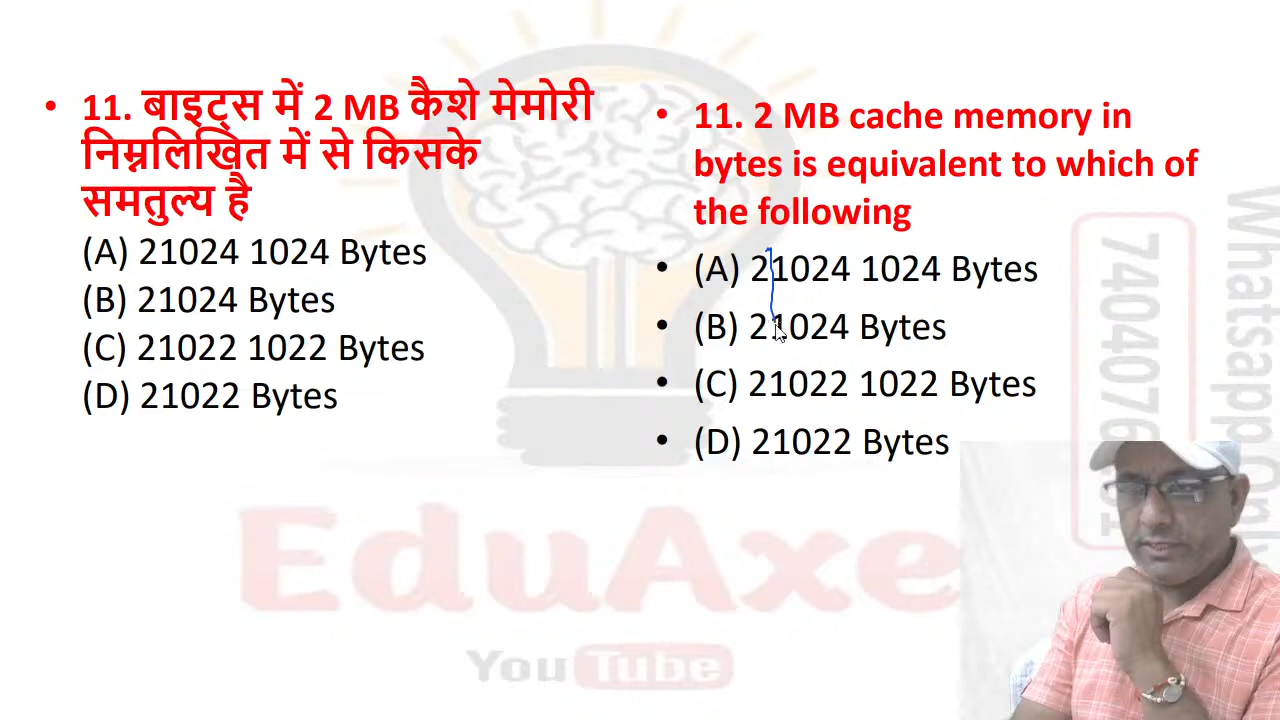 11. बाइट्स में 2 MB कैशे मेमोरी
निम्नलिखित में से किसके
समतुल्य है
(A) 21024 1024 Bytes
(B) 21024 Bytes
(C) 21022 1022 Bytes
(D) 21022 Bytes
11. 2 MB cache memory in
bytes is equivalent to which of
the following
(A) 21024 1024 Bytes
(B) 21024 Bytes
(C) 21022 1022 Bytes
(D) 21022 Bytes
EduAxe
YouTube
Whatsapp Only